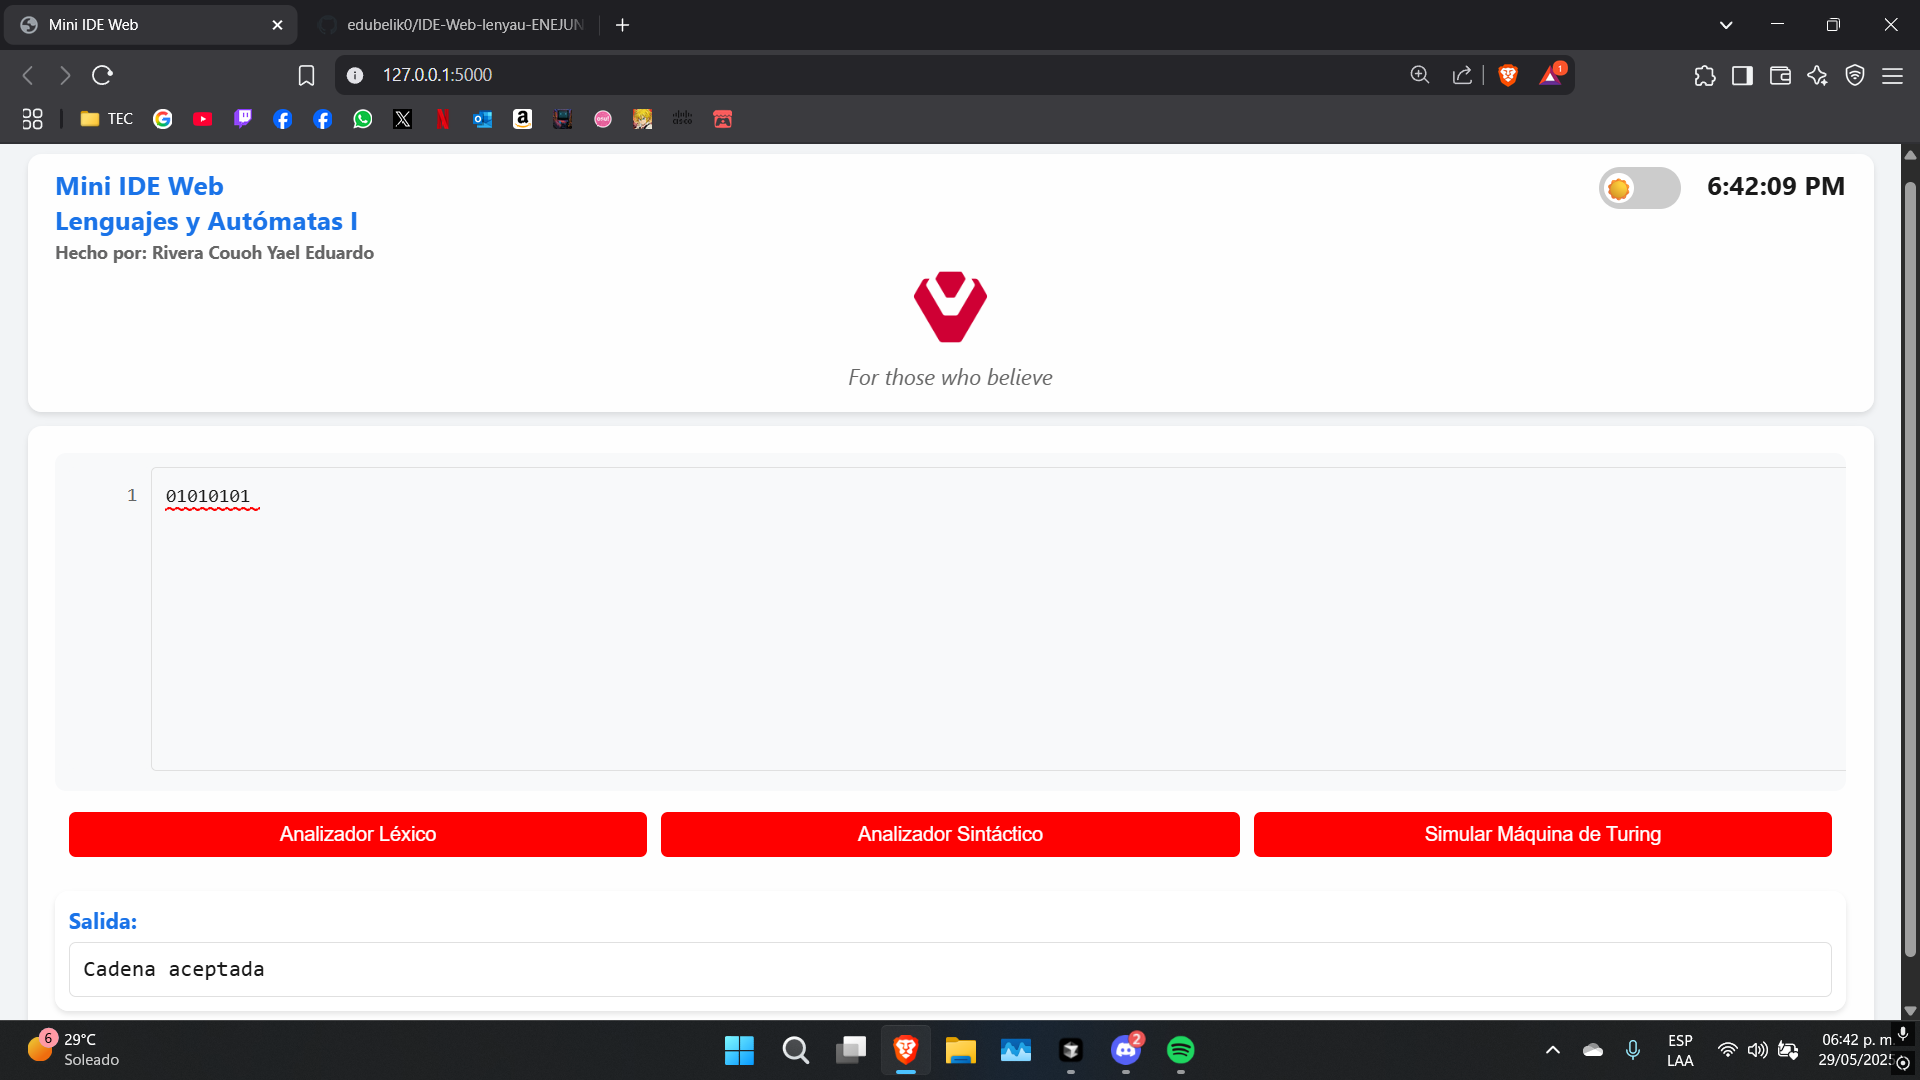 Mini IDE Web
edubelik0/IDE-Web-lenyau-ENEJUN
127.0.0.1:5000
1
TEC
Mini IDE Web
Lenguajes y Autómatas I
Hecho por: Rivera Couoh Yael Eduardo
6:42:09 PM
For those who believe
1
01010101
Analizador Léxico
Analizador Sintáctico
Simular Máquina de Turing
Salida:
Cadena aceptada
6
29°C
Soleado
2
ESP
LAA
06:42 p. m.
29/05/2025